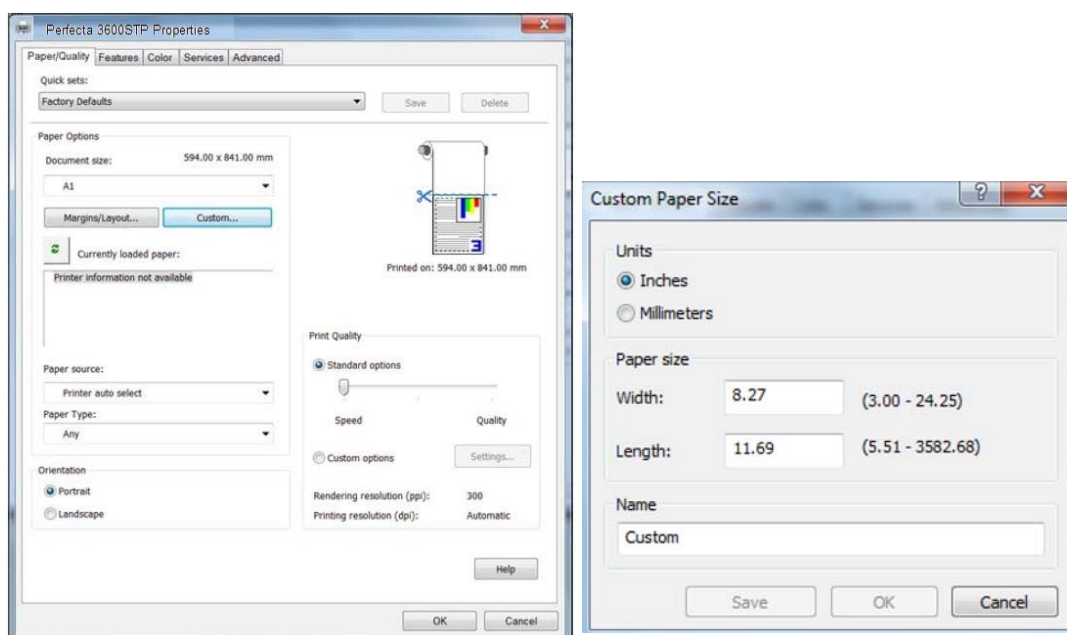 Perfecta 3600STP Properties
Paper/Quality Features Color Services Advanced
Quick sets:
Factory Defaults
Save Delete
Paper Options
Document size: 594.00 x 841.00 mm
A1
Margins/Layout... Custom...
Currently loaded paper:
Printer information not available
Paper source:
Printer auto select
Paper Type:
Any
Orientation
Portrait
Landscape
3
Printed on: 594.00 x 841.00 mm
Print Quality
Standard options
Speed Quality
Custom options Settings...
Rendering resolution (ppi): 300
Printing resolution (dpi): Automatic
Help
OK Cancel
Custom Paper Size
Units
Inches
Millimeters
Paper size
Width: 8.27 (3.00 - 24.25)
Length: 11.69 (5.51 - 3582.68)
Name
Custom
Save OK Cancel